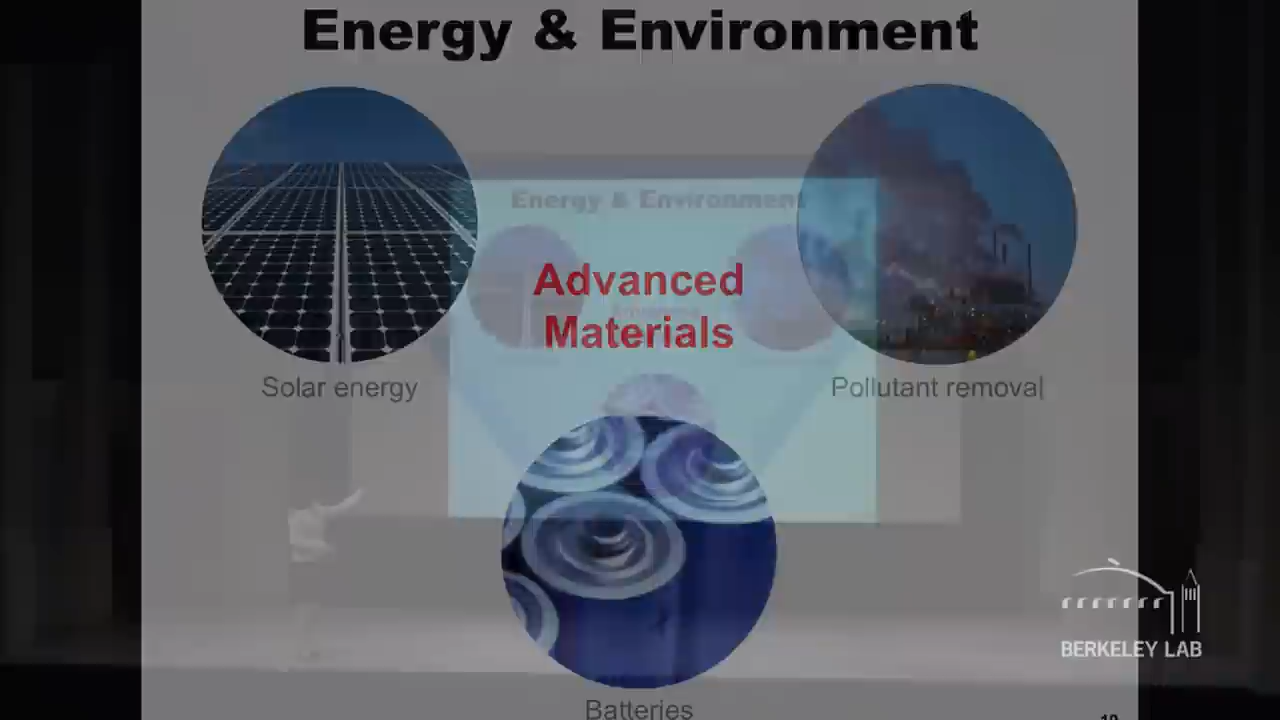 Energy & Environment
Energy & Environment
Advanced
Materials
Solar energy
Pollutant removal
BERKELEY LAB
Batteries